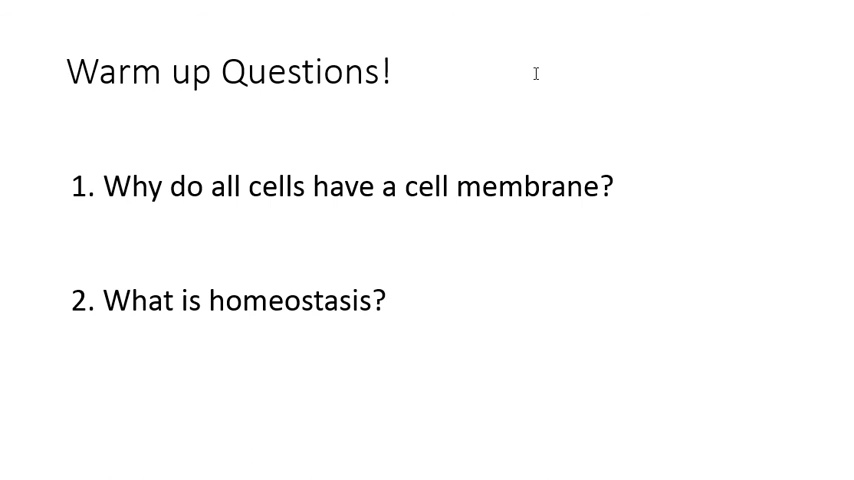 Warm up Questions!
1. Why do all cells have a cell membrane?
2. What is homeostasis?